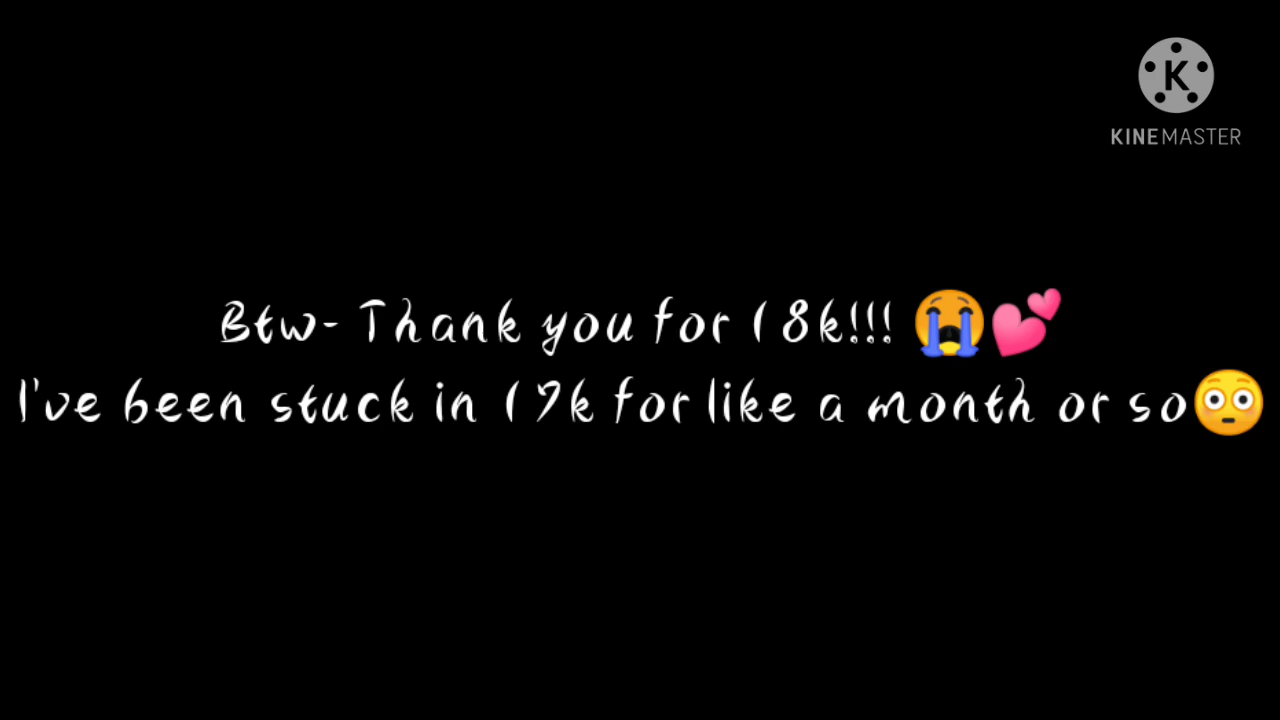 KINEMASTER
Btw- Thank you for 18k!!! 😭💕
I've been stuck in 17k for like a month or so😳